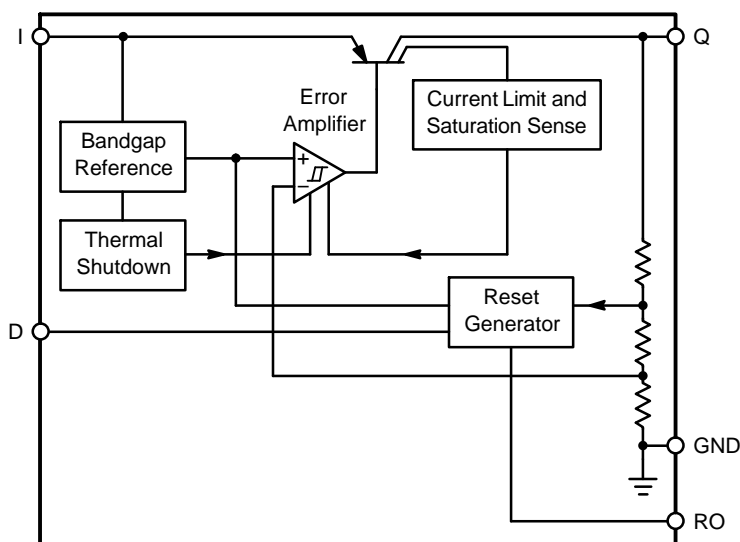 I
Q
Error
Amplifier
Current Limit and
Saturation Sense
Bandgap
Reference
+
−
Thermal
Shutdown
Reset
Generator
D
GND
RO